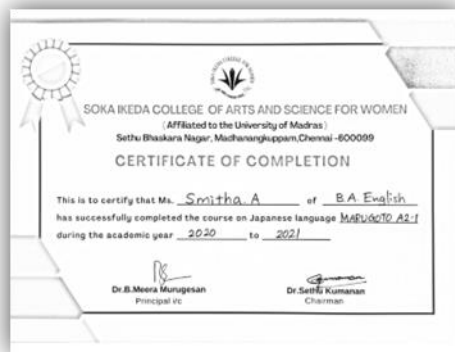 SOKA IKEDA COLLEGE OF ARTS AND SCIENCE FOR WOMEN
(Affiliated to the University of Madras)
Sethu Bhaskara Nagar, Madhanangkuppam,Chennai -600099
CERTIFICATE OF COMPLETION
This is to certify that Ms. Smitha. A of B.A. English
has successfully completed the course on Japanese language MARUGOTO A2-1
during the academic year 2020 to 2021
Dr.B.Meera Murugesan Dr.Sethu Kumanan
Principal i/c Chairman